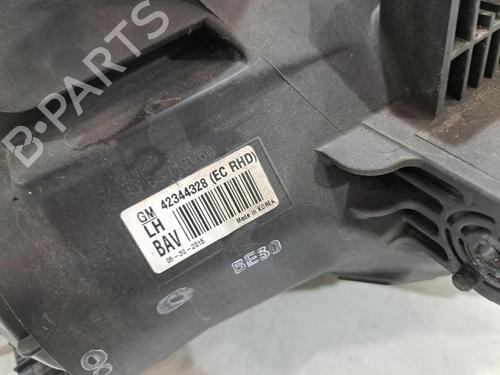 B-PARTS
GM 42344328 (EC RHD)
LH
BAV
05-30-2015 Made in KOREA
5E30